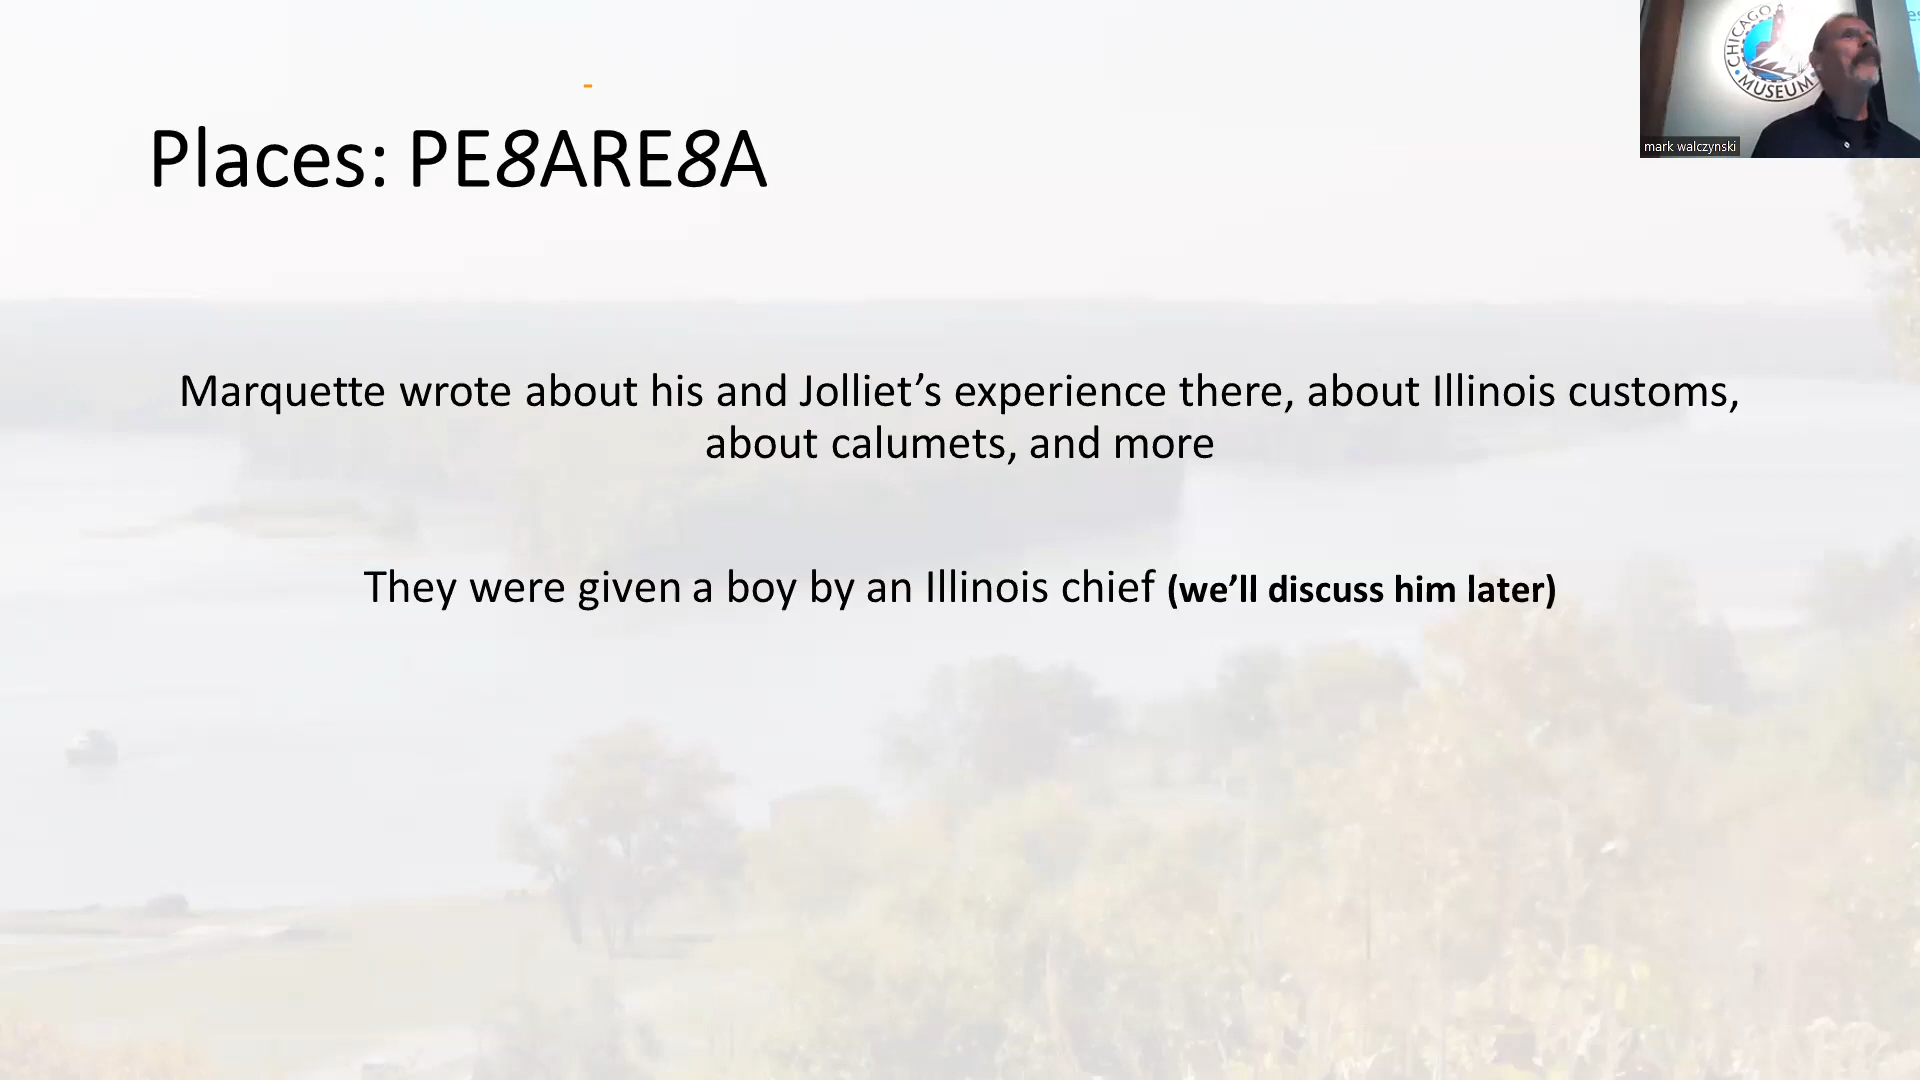 Places: PE8ARE8A
Marquette wrote about his and Jolliet’s experience there, about Illinois customs,
about calumets, and more
They were given a boy by an Illinois chief (we’ll discuss him later)
CHICAGO
MUSEUM
es
mark walczynski